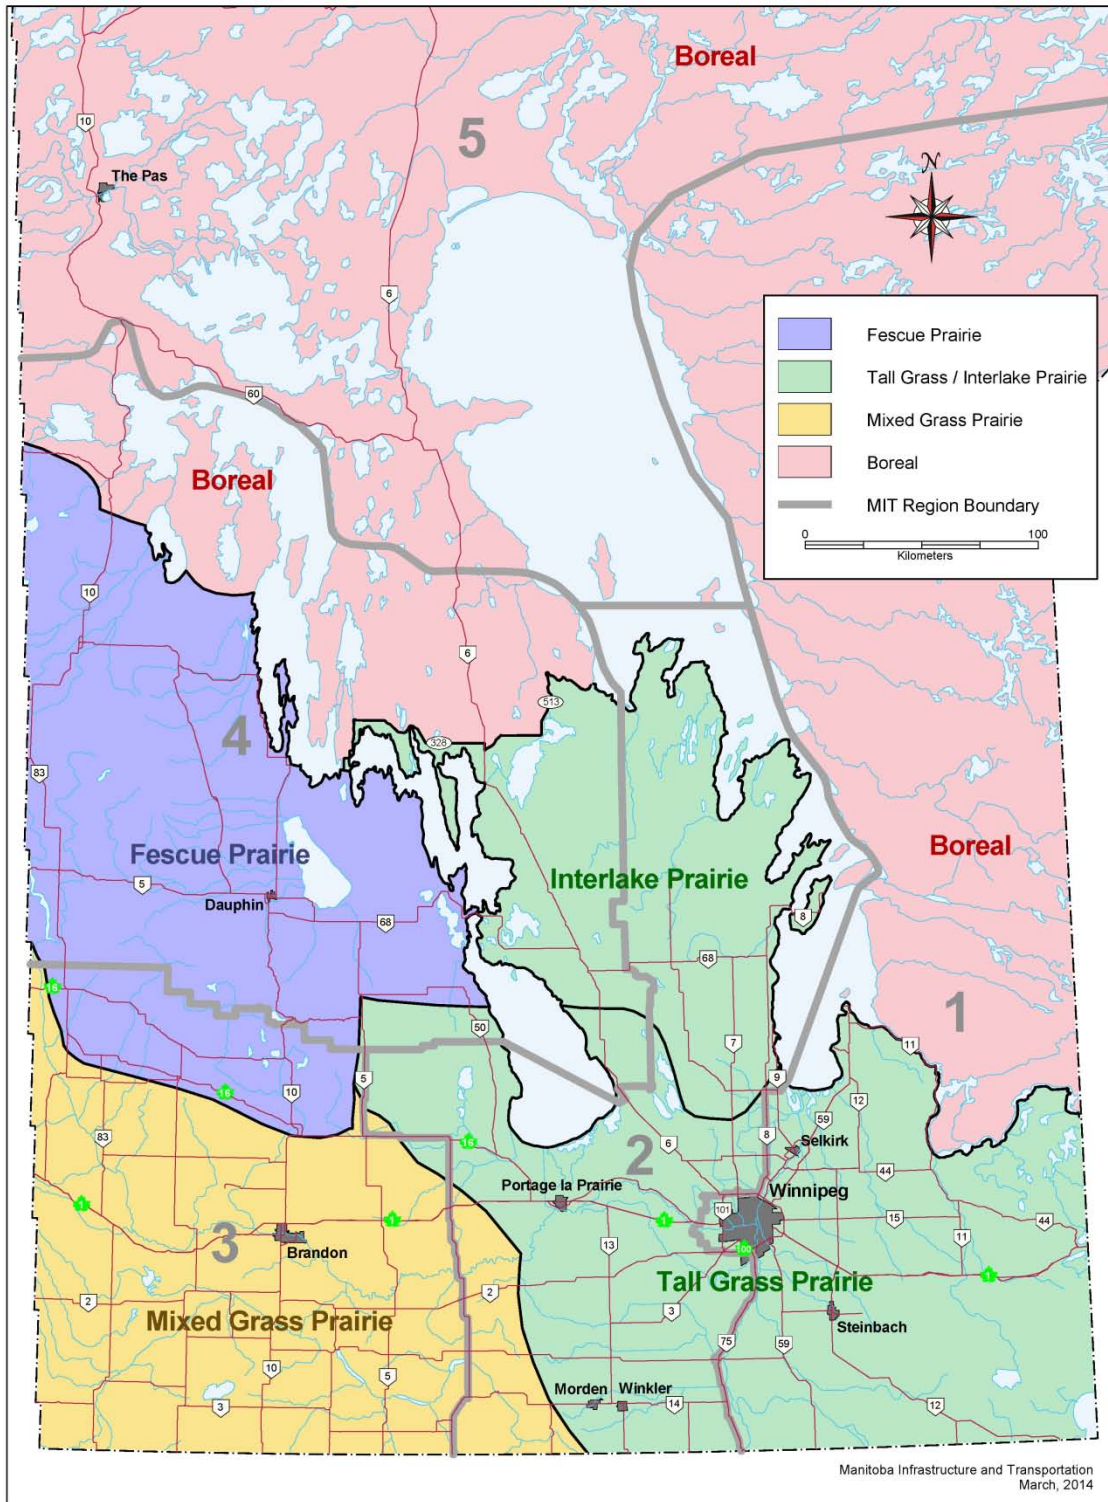 Boreal
5
10
The Pas
N
6
Fescue Prairie
Tall Grass / Interlake Prairie
Mixed Grass Prairie
Boreal
MIT Region Boundary
0 100
Kilometers
60
Boreal
10
6
513
4
328
83
Fescue Prairie
Boreal
Interlake Prairie
5
Dauphin
68
8
68
16
1
50
7
11
5
9
16
10
12
59
83
16
2
6
8
Selkirk
44
Portage la Prairie
Winnipeg
1
101
1
1
15
44
3
13
11
Brandon
100
1
Tall Grass Prairie
2
2
Mixed Grass Prairie
3
Steinbach
75
59
10
5
Morden
Winkler
3
14
12
Manitoba Infrastructure and Transportation
March, 2014